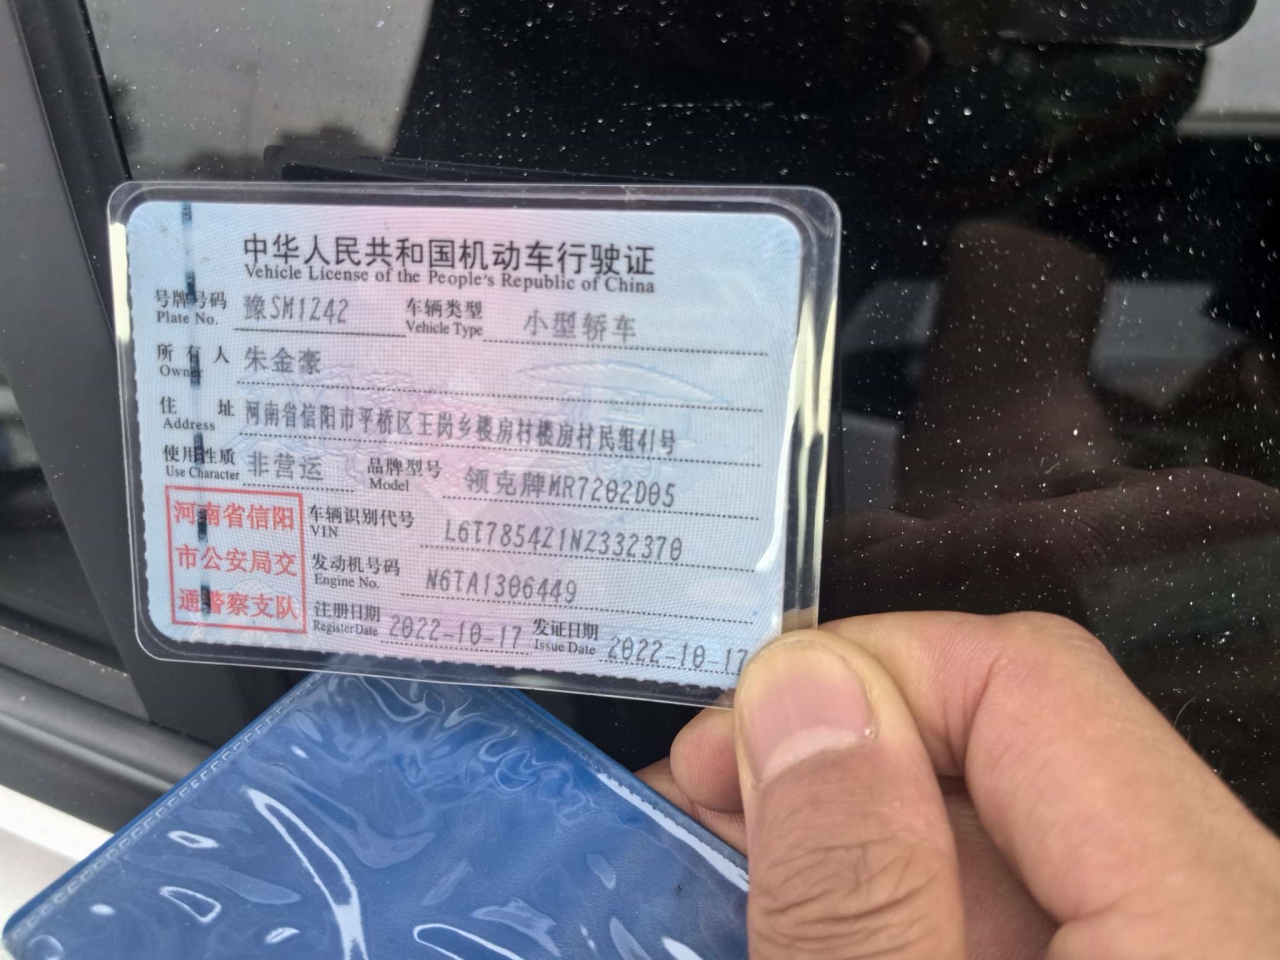 中华人民共和国机动车行驶证
Vehicle License of the People's Republic of China
号牌号码 豫SM1242 车辆类型 小型轿车
Plate No. Vehicle Type
所有人 朱金豪
Owner
住址 河南省信阳市平桥区王岗乡楼房村楼房村民组41号
Address
使用性质 非营运 品牌型号 领克牌MR7202D05
Use Character Model
河南省信阳
市公安局交
通警察支队
车辆识别代号 L6T7854Z1NZ332370
VIN
发动机号码 N6TA1306449
Engine No.
注册日期 2022-10-17 发证日期 2022-10-17
Register Date Issue Date